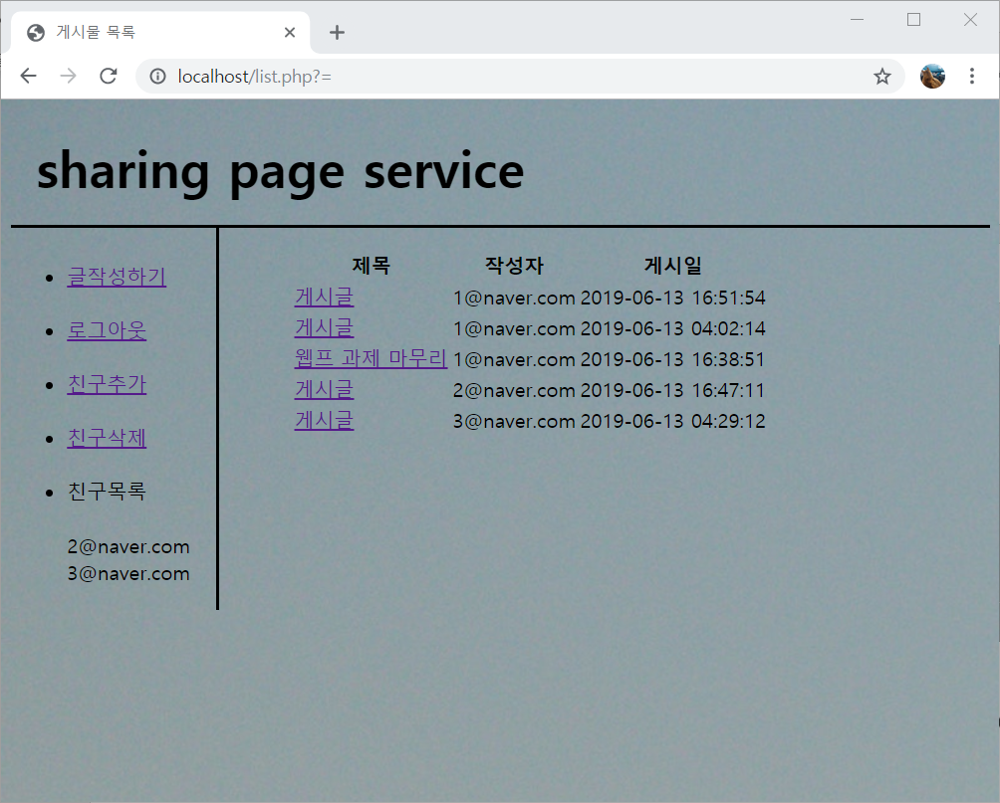 게시물 목록
localhost/list.php?=
sharing page service
글작성하기
로그아웃
친구추가
친구삭제
친구목록
2@naver.com
3@naver.com
제목 작성자 게시일
게시글 1@naver.com 2019-06-13 16:51:54
게시글 1@naver.com 2019-06-13 04:02:14
웹프 과제 마무리 1@naver.com 2019-06-13 16:38:51
게시글 2@naver.com 2019-06-13 16:47:11
게시글 3@naver.com 2019-06-13 04:29:12